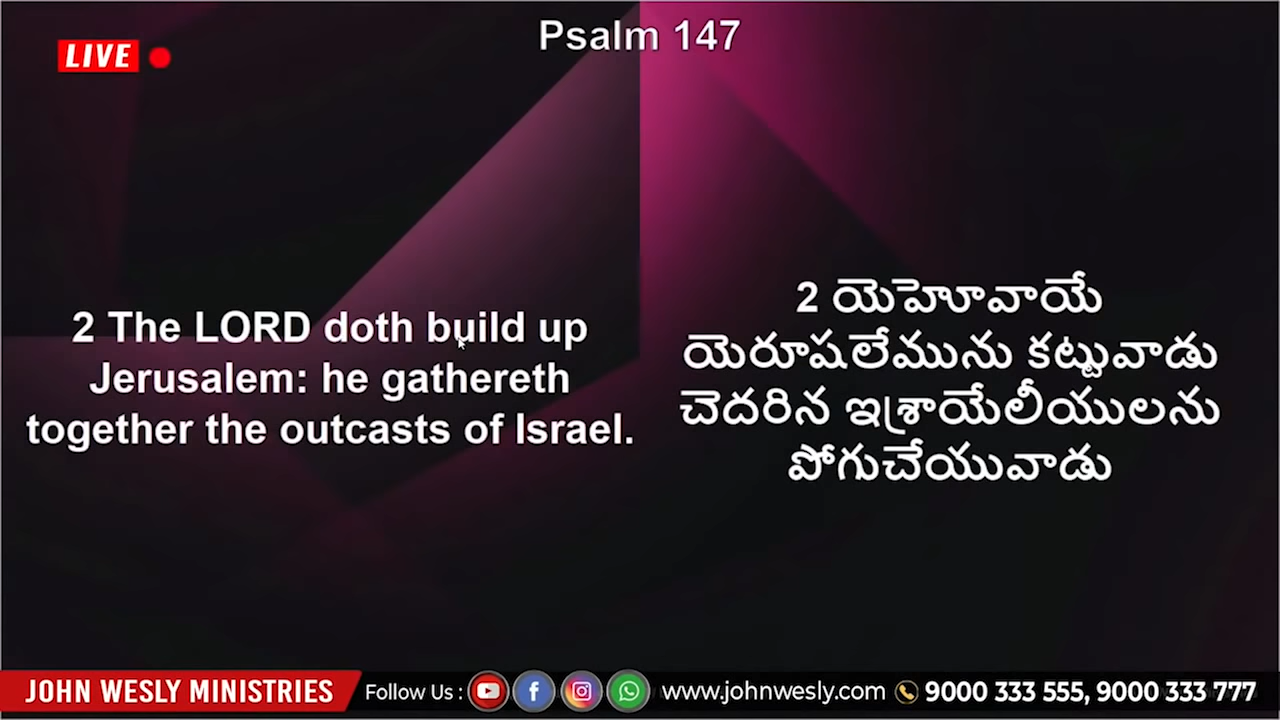 Psalm 147
LIVE
2 The LORD doth build up
Jerusalem: he gathereth
together the outcasts of Israel.
2 యెహోవాయే
యెరూషలేమును కట్టువాడు
చెదరిన ఇశ్రాయేలీయులను
పోగుచేయువాడు
JOHN WESLY MINISTRIES Follow Us : www.johnwesly.com 9000 333 555, 9000 333 777